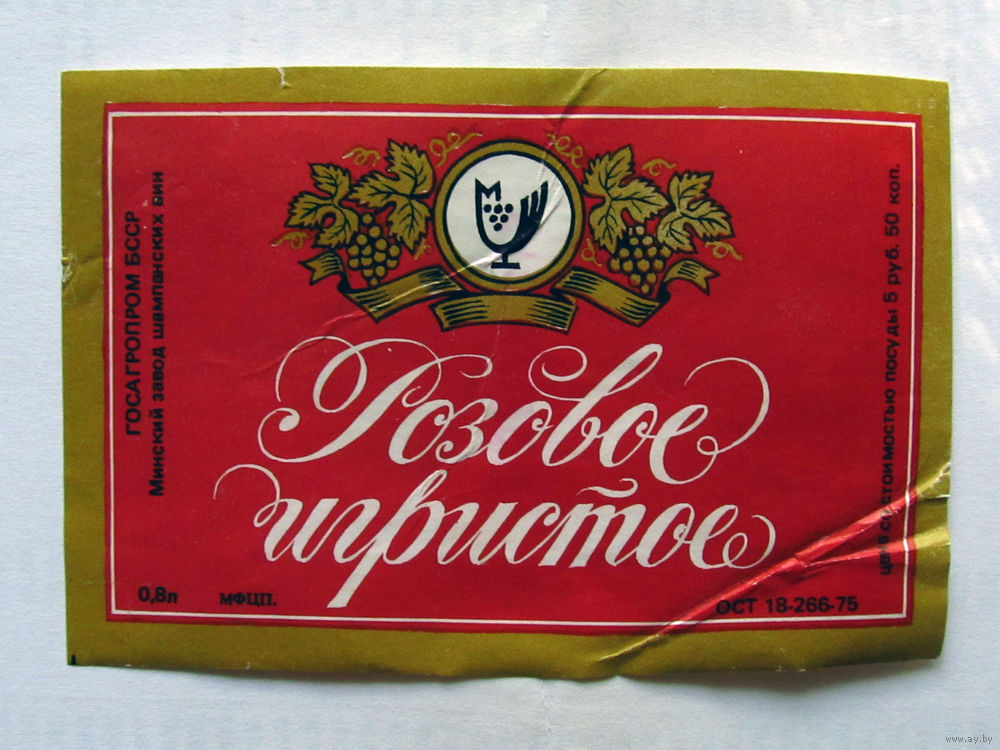 ГОСАГРОПРОМ БССР
Минский завод шампанских вин
М
Розовое
игристое
цена со стоимостью посуды 5 руб. 50 коп.
0,8л
МФЦП.
ОСТ 18-266-75
www.ay.by